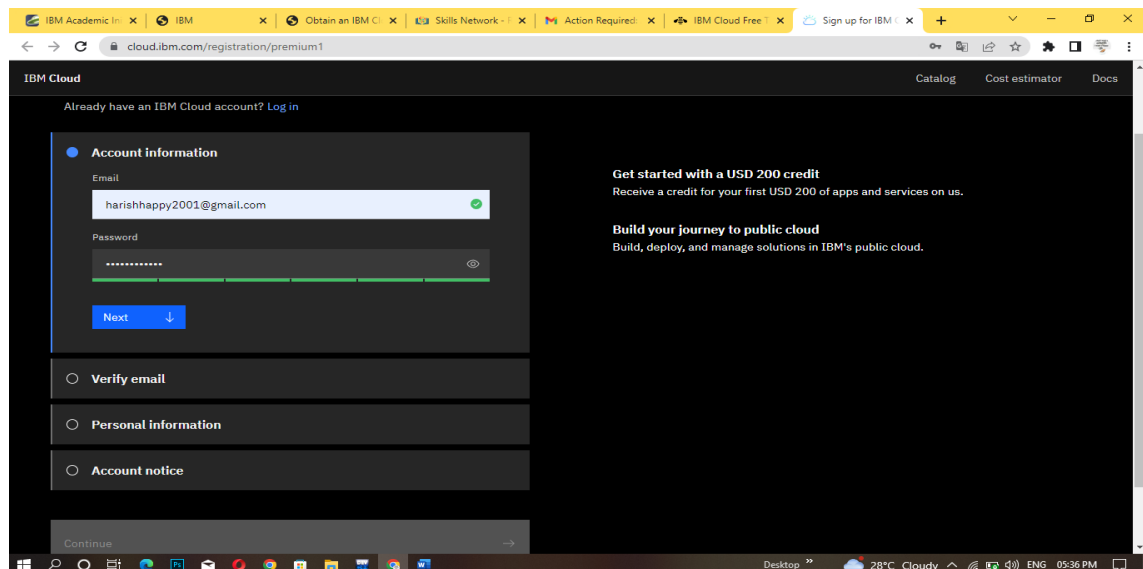 IBM Academic In
IBM
Obtain an IBM Cl
Skills Network -
Action Required:
IBM Cloud Free T
Sign up for IBM C
cloud.ibm.com/registration/premium1
IBM Cloud
Catalog
Cost estimator
Docs
Already have an IBM Cloud account? Log in
Account information
Email
harishhappy2001@gmail.com
Password
••••••••••••
Next
Verify email
Personal information
Account notice
Continue
Get started with a USD 200 credit
Receive a credit for your first USD 200 of apps and services on us.
Build your journey to public cloud
Build, deploy, and manage solutions in IBM's public cloud.
Desktop
28°C Cloudy
ENG
05:36 PM